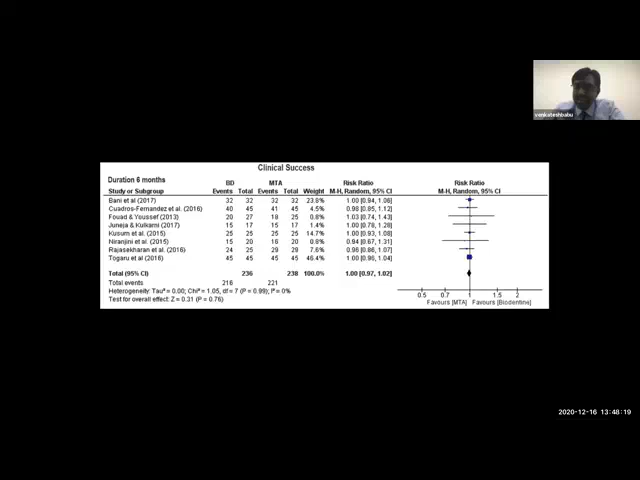 venkateshbabu
Clinical Success
Duration 6 months BD MTA Risk Ratio Risk Ratio
Study or Subgroup Events Total Events Total Weight M-H, Random, 95% CI M-H, Random, 95% CI
Bani et al (2017) 32 32 32 32 23.8% 1.00 [0.94, 1.06]
Cuadros-Fernandez et al. (2016) 40 45 41 45 4.5% 0.98 [0.85, 1.12]
Fouad & Youssef (2013) 20 27 18 25 1.03 [0.74, 1.43]
Juneja & Kulkarni (2017) 15 17 15 17 1.00 [0.78, 1.28]
Kusum et al. (2015) 25 25 25 25 14.7% 1.00 [0.93, 1.08]
Niranjini et al. (2015) 15 20 16 20 0.94 [0.67, 1.31]
Rajasekharan et al. (2016) 24 25 29 29 7.6% 0.96 [0.86, 1.07]
Togaru et al (2016) 45 45 45 45 46.4% 1.00 [0.96, 1.04]
Total (95% CI) 236 238 100.0% 1.00 [0.97, 1.02]
Total events 216 221
Heterogeneity: Tau² = 0.00; Chi² = 1.05, df = 7 (P = 0.99); I² = 0%
Test for overall effect: Z = 0.31 (P = 0.76)
0.5 0.7 1 1.5 2
Favours [MTA] Favours [Biodentine]
2020-12-16 13:48:19